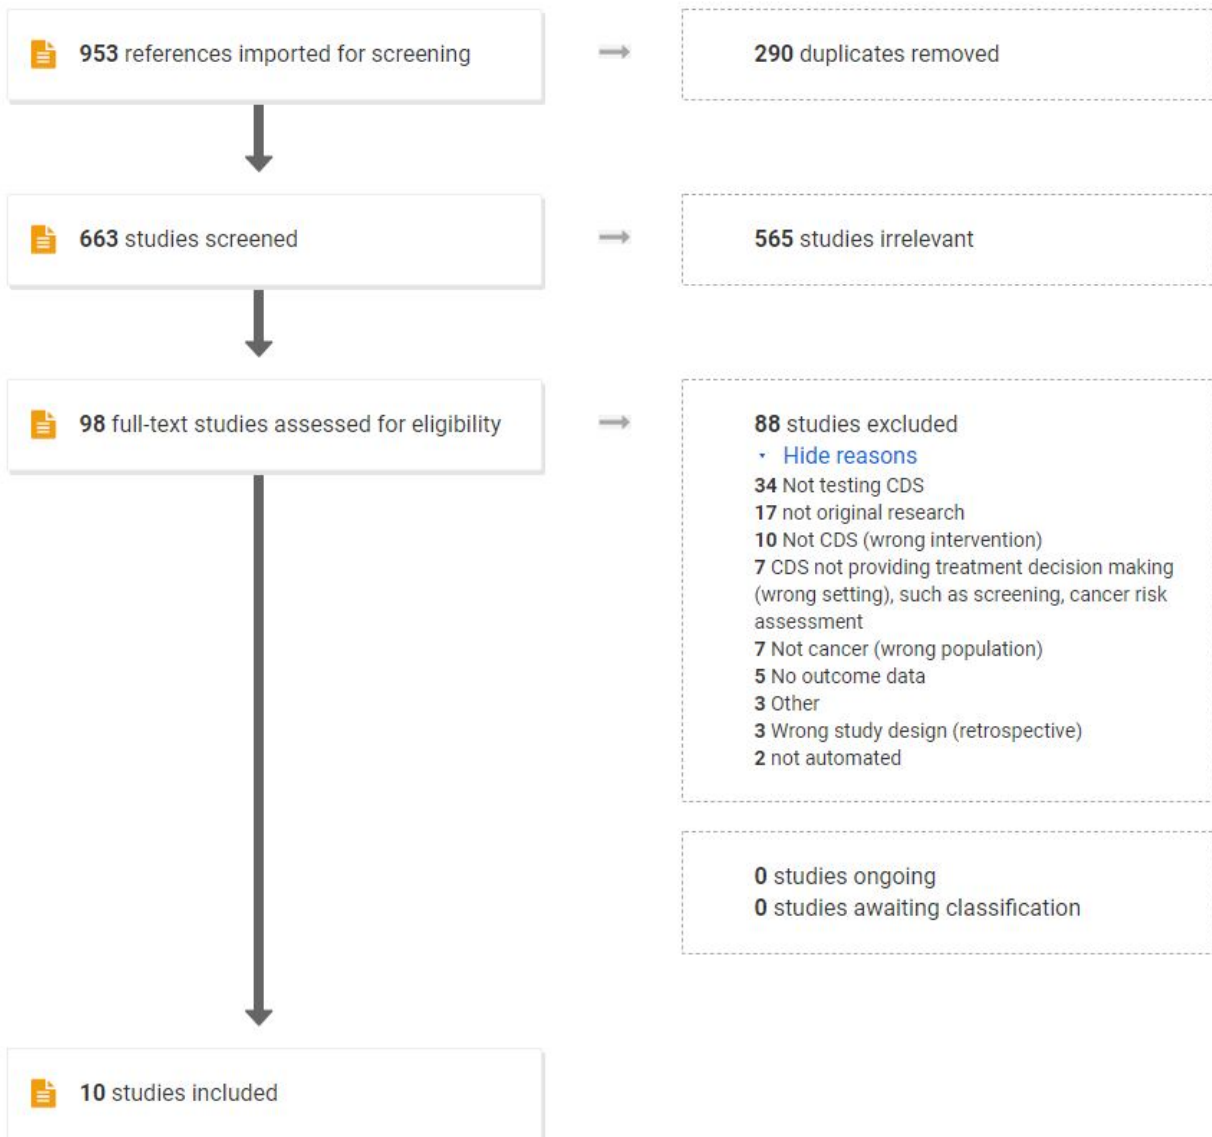 953 references imported for screening
290 duplicates removed
663 studies screened
565 studies irrelevant
98 full-text studies assessed for eligibility
88 studies excluded
Hide reasons
34 Not testing CDS
17 not original research
10 Not CDS (wrong intervention)
7 CDS not providing treatment decision making
(wrong setting), such as screening, cancer risk
assessment
7 Not cancer (wrong population)
5 No outcome data
3 Other
3 Wrong study design (retrospective)
2 not automated
0 studies ongoing
0 studies awaiting classification
10 studies included